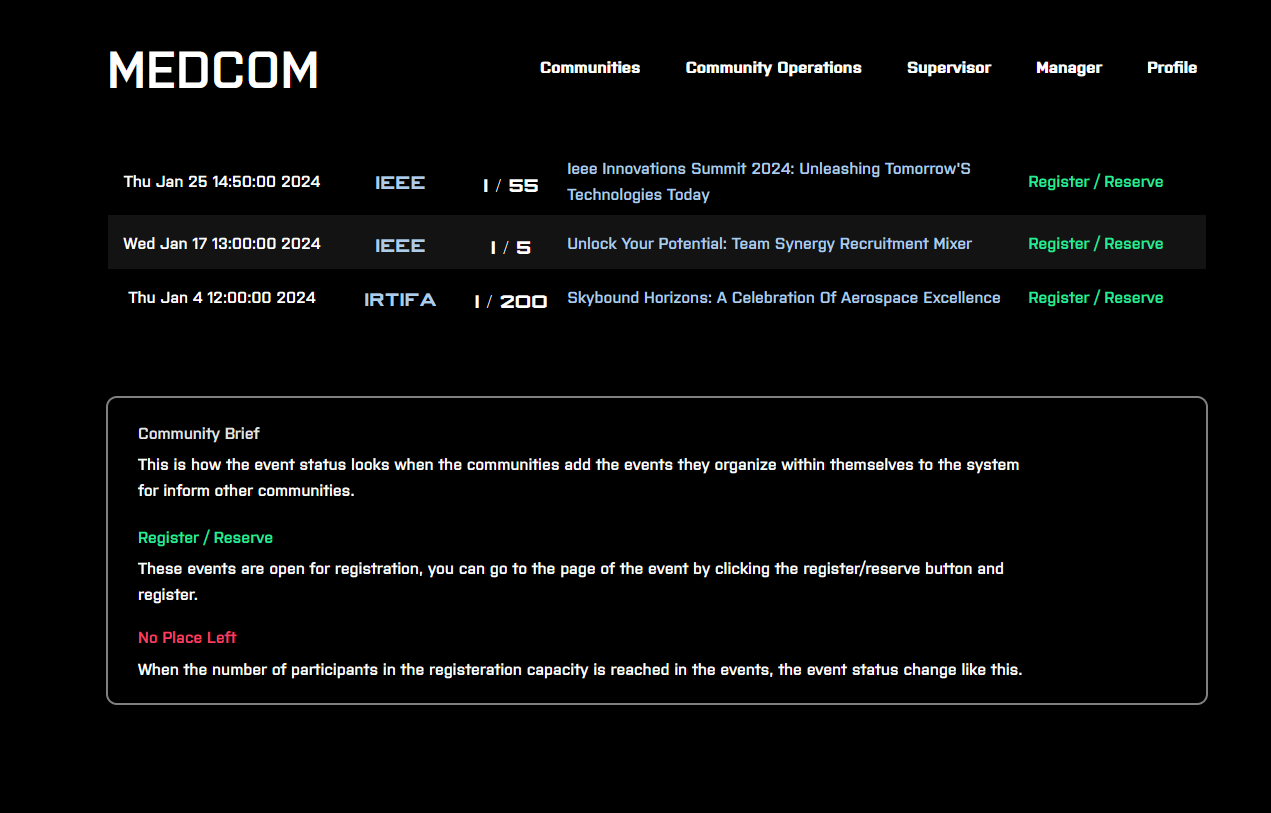 MEDCOM
Communities Community Operations Supervisor Manager Profile
Thu Jan 25 14:50:00 2024 IEEE 1 / 55 Ieee Innovations Summit 2024: Unleashing Tomorrow'S
Technologies Today Register / Reserve
Wed Jan 17 13:00:00 2024 IEEE 1 / 5 Unlock Your Potential: Team Synergy Recruitment Mixer Register / Reserve
Thu Jan 4 12:00:00 2024 IRTIFA 1 / 200 Skybound Horizons: A Celebration Of Aerospace Excellence Register / Reserve
Community Brief
This is how the event status looks when the communities add the events they organize within themselves to the system
for inform other communities.
Register / Reserve
These events are open for registration, you can go to the page of the event by clicking the register/reserve button and
register.
No Place Left
When the number of participants in the registeration capacity is reached in the events, the event status change like this.